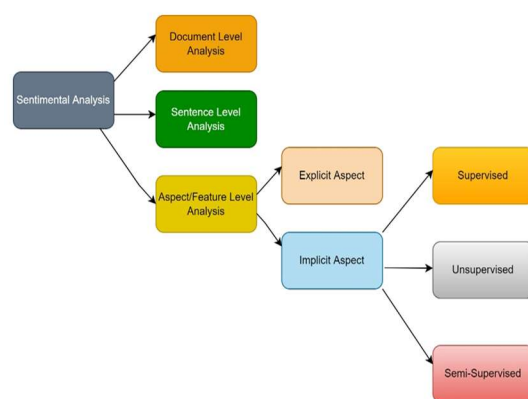 Document Level
Analysis
Sentimental Analysis
Sentence Level
Analysis
Aspect/Feature Level
Analysis
Explicit Aspect
Implicit Aspect
Supervised
Unsupervised
Semi-Supervised